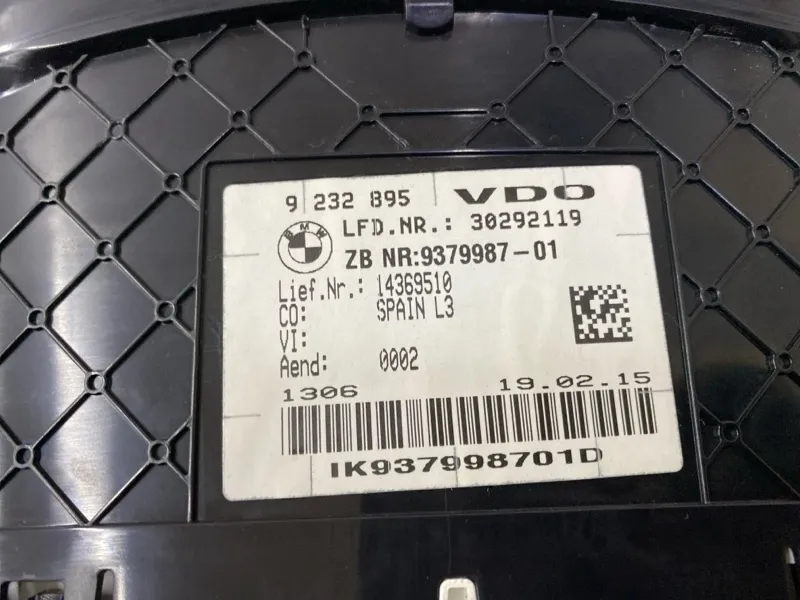 9 232 895 VDO
BMW LFD.NR.: 30292119
ZB NR:9379987-01
Lief.Nr.: 14369510
CO: SPAIN L3
VI:
Aend: 0002
1306 19.02.15
IK937998701D